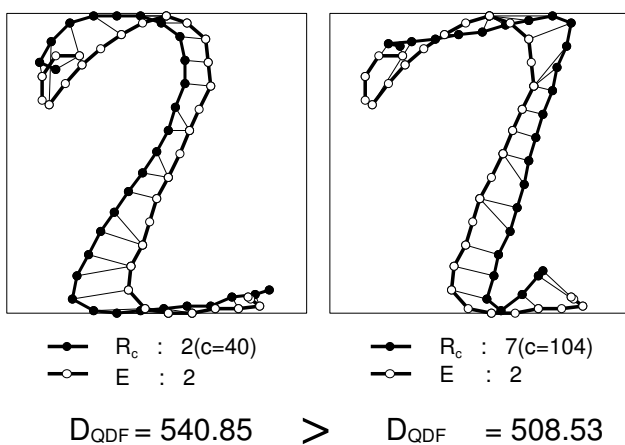 R_c : 2(c=40) R_c : 7(c=104)
E : 2 E : 2
D_QDF = 540.85 > D_QDF = 508.53